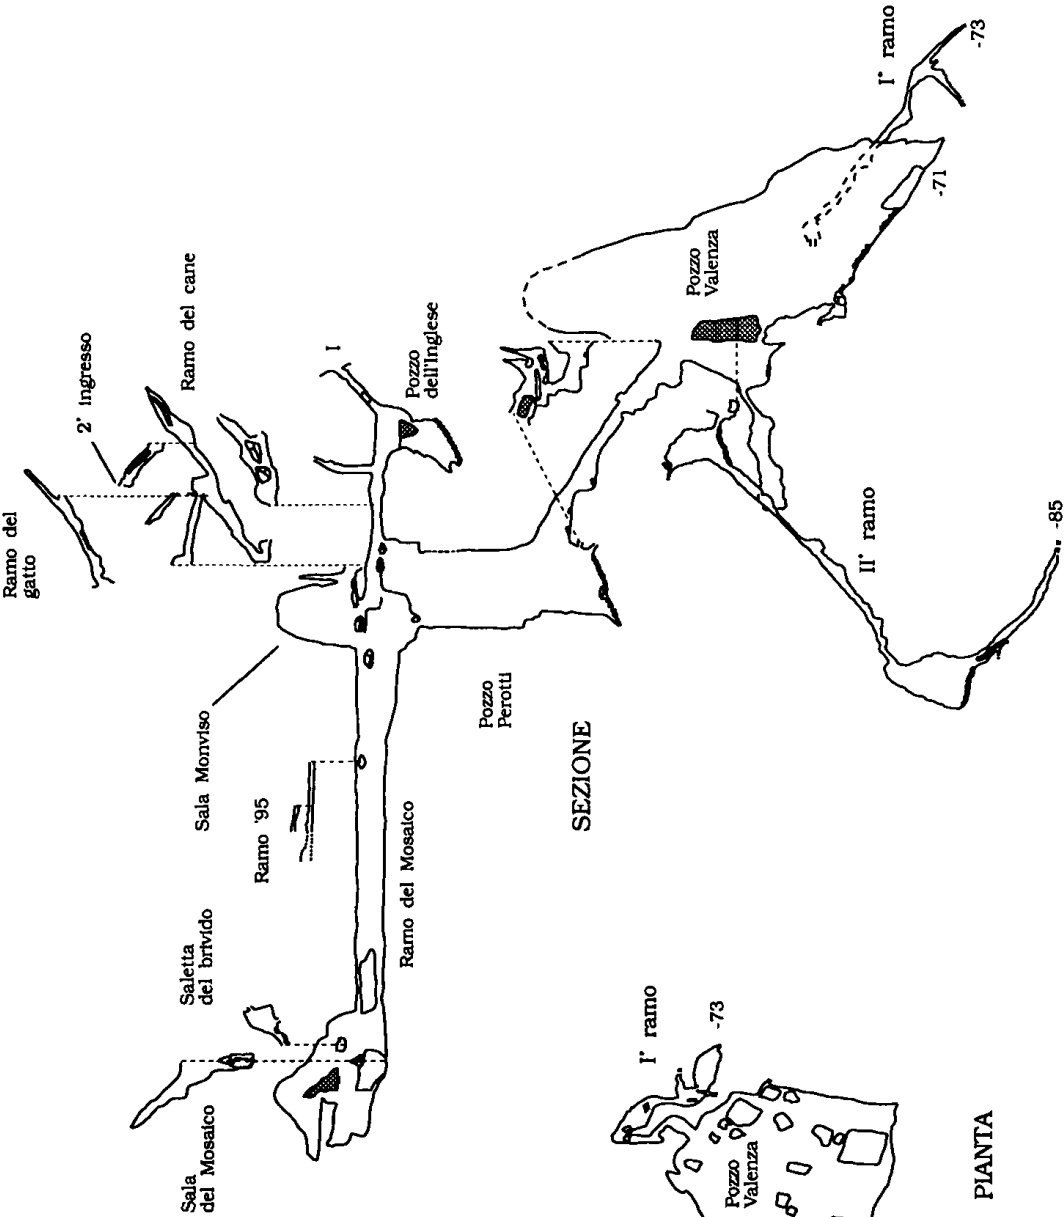 Ramo del
gatto
2' ingresso
Ramo del cane
I
Pozzo
dell'Inglese
I° ramo
-73
-71
Pozzo
Valenza
II° ramo
-85
Sala Monviso
Pozzo
Perotti
SEZIONE
Ramo '95
Ramo del Mosaico
Saletta
del brivido
Sala
del Mosaico
I° ramo
-73
Pozzo
Valenza
PIANTA